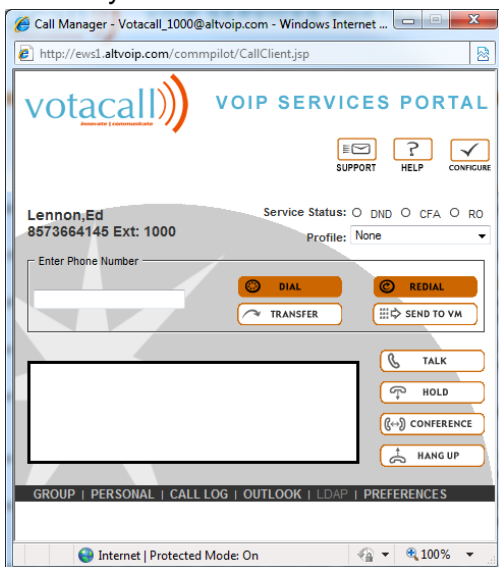 Call Manager - Votacall_1000@altvoip.com - Windows Internet ...
http://ews1.altvoip.com/commpilot/CallClient.jsp
votacall
innovate | communicate
VOIP SERVICES PORTAL
SUPPORT HELP CONFIGURE
Lennon,Ed
8573664145 Ext: 1000
Service Status: DND CFA RO
Profile: None
Enter Phone Number
DIAL REDIAL
TRANSFER SEND TO VM
TALK
HOLD
CONFERENCE
HANG UP
GROUP | PERSONAL | CALL LOG | OUTLOOK | LDAP | PREFERENCES
Internet | Protected Mode: On 100%